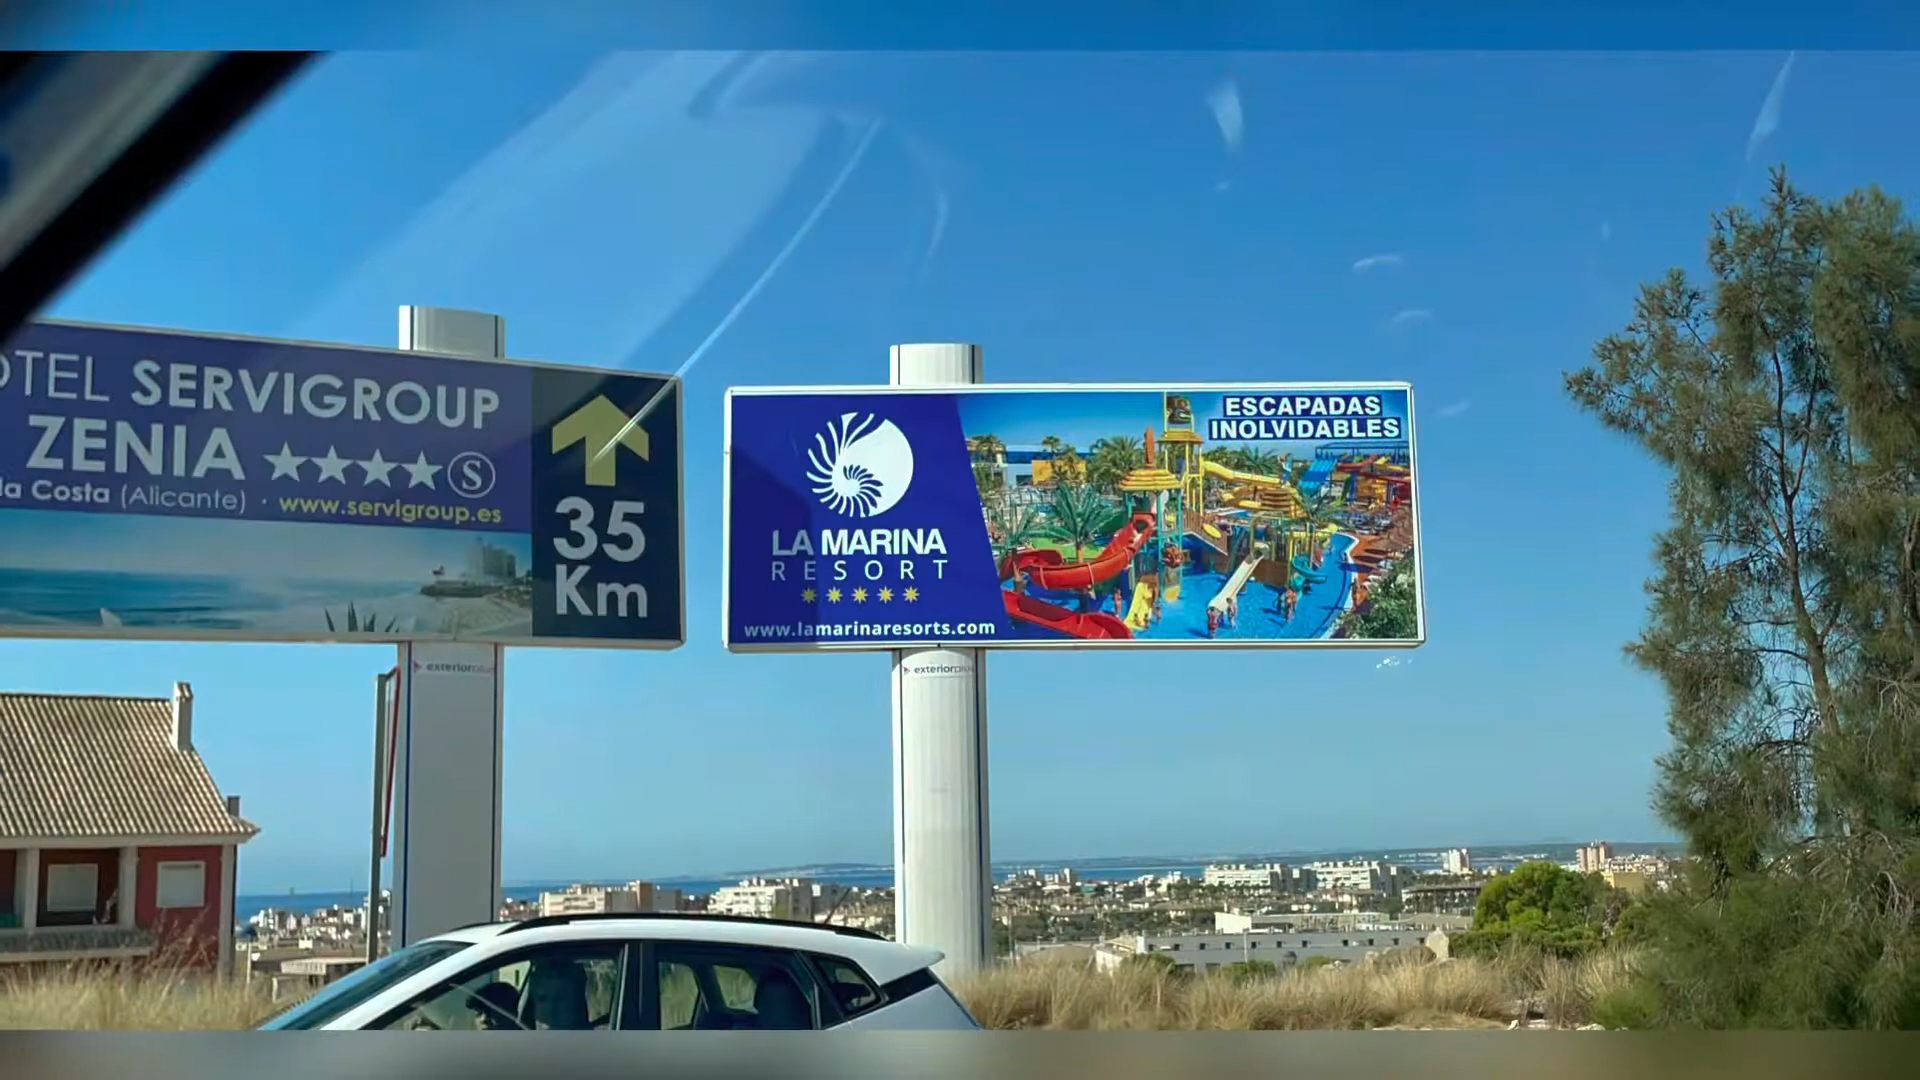 OTEL SERVIGROUP
ZENIA
S
la Costa (Alicante) · www.servigroup.es
35
Km
exteriorplus
LA MARINA
RESORT
www.lamarinaresorts.com
ESCAPADAS
INOLVIDABLES
exteriorplus